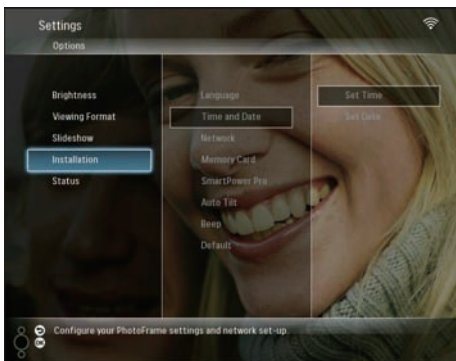 Settings
Options
Brightness
Viewing Format
Slideshow
Installation
Status
Language
Time and Date
Network
Memory Card
SmartPower Pro
Auto Tilt
Beep
Default
Set Time
Set Date
Configure your PhotoFrame settings and network set-up.
OK